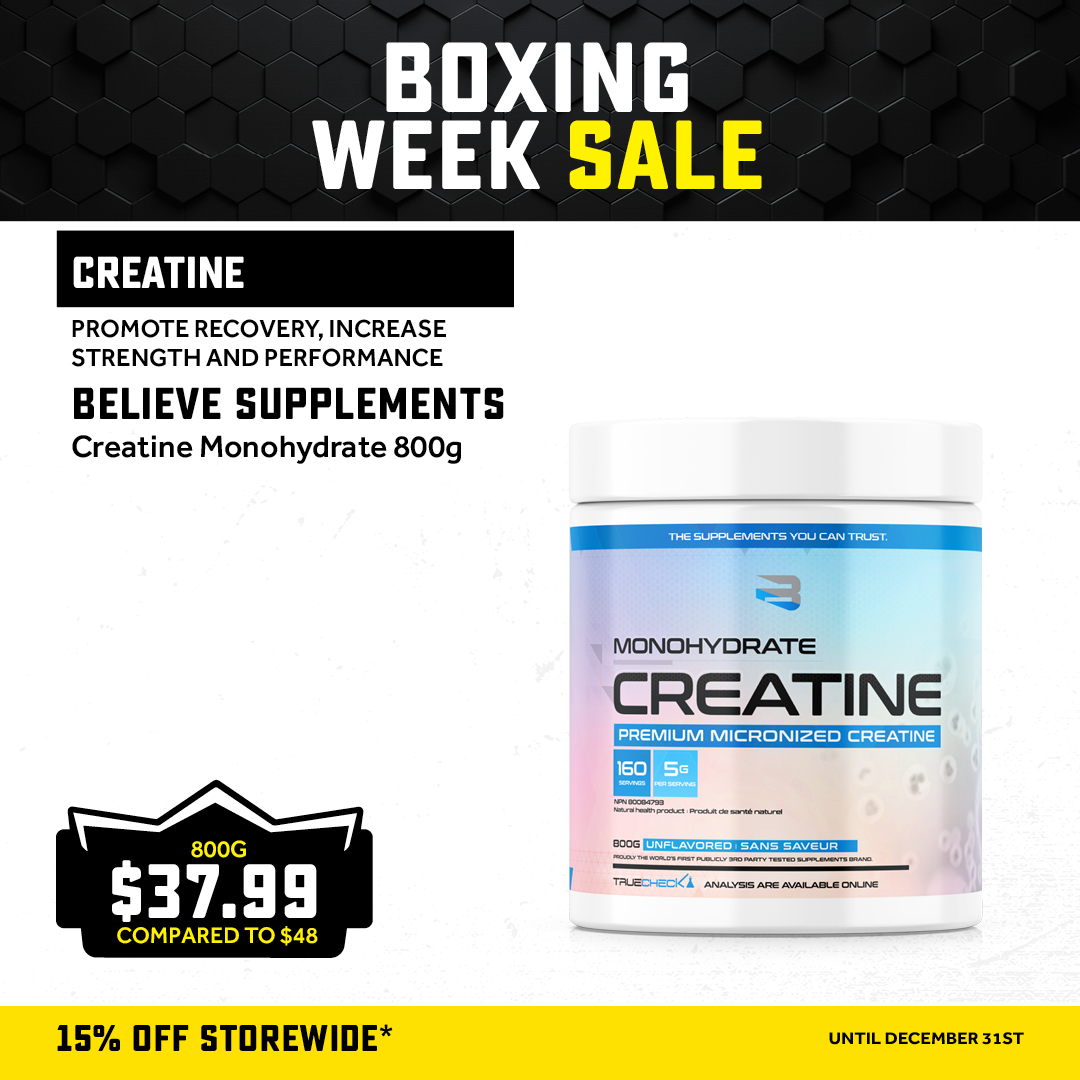 BOXING
WEEK SALE
CREATINE
PROMOTE RECOVERY, INCREASE
STRENGTH AND PERFORMANCE
BELIEVE SUPPLEMENTS
Creatine Monohydrate 800g
THE SUPPLEMENTS YOU CAN TRUST.
MONOHYDRATE
CREATINE
PREMIUM MICRONIZED CREATINE
160 5G
SERVINGS PER SERVING
NPN 80084793
Natural health product | Produit de santé naturel
800G UNFLAVORED | SANS SAVEUR
PROUDLY THE WORLD'S FIRST PUBLICLY 3RD PARTY TESTED SUPPLEMENTS BRAND.
TRUECHECK ANALYSIS ARE AVAILABLE ONLINE
800G
$37.99
COMPARED TO $48
15% OFF STOREWIDE*
UNTIL DECEMBER 31ST